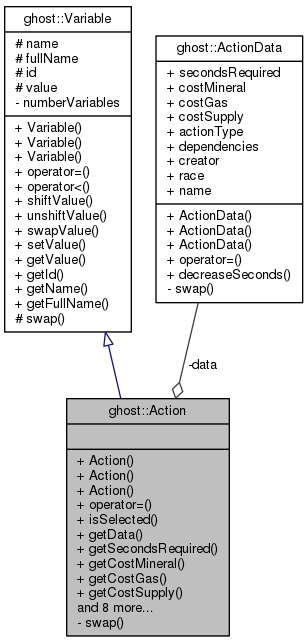 ghost::Variable
# name
# fullName
# id
# value
- numberVariables
+ Variable()
+ Variable()
+ Variable()
+ operator=()
+ operator<()
+ shiftValue()
+ unshiftValue()
+ swapValue()
+ setValue()
+ getValue()
+ getId()
+ getName()
+ getFullName()
# swap()
ghost::ActionData
+ secondsRequired
+ costMineral
+ costGas
+ costSupply
+ actionType
+ dependencies
+ creator
+ race
+ name
+ ActionData()
+ ActionData()
+ ActionData()
+ operator=()
+ decreaseSeconds()
- swap()
-data
ghost::Action
+ Action()
+ Action()
+ Action()
+ operator=()
+ isSelected()
+ getData()
+ getSecondsRequired()
+ getCostMineral()
+ getCostGas()
+ getCostSupply()
and 8 more...
- swap()